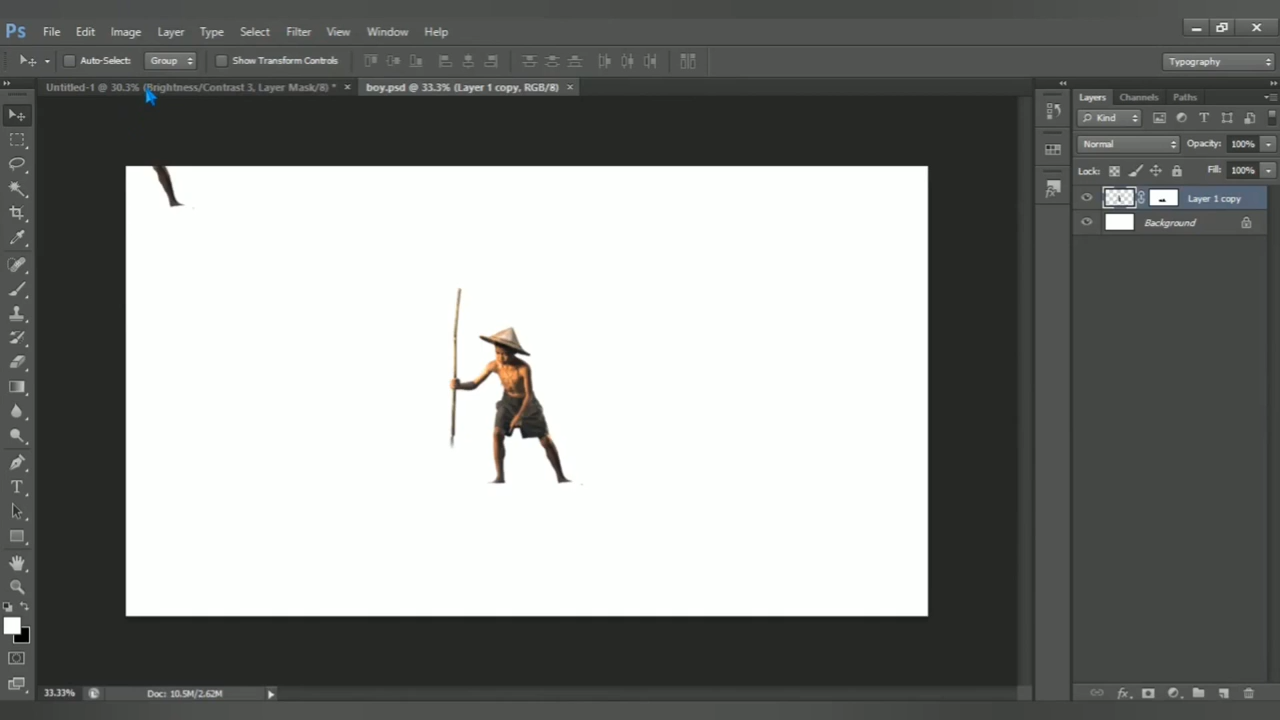 Ps File Edit Image Layer Type Select Filter View Window Help
Auto-Select: Group Show Transform Controls Typography
Untitled-1 @ 30.3% (Brightness/Contrast 3, Layer Mask/8) * × boy.psd @ 33.3% (Layer 1 copy, RGB/8) ×
Layers Channels Paths
Kind
Normal Opacity: 100%
Lock: Fill: 100%
Layer 1 copy
Background
33.33% Doc: 10.5M/2.62M